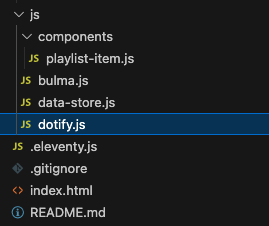 js
components
JS playlist-item.js
JS bulma.js
JS data-store.js
JS dotify.js
JS .eleventy.js
.gitignore
<> index.html
README.md